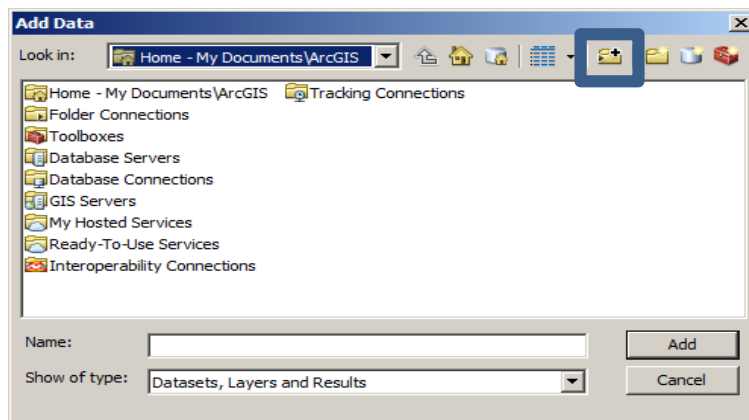 Add Data
Look in: Home - My Documents\ArcGIS
Home - My Documents\ArcGIS Tracking Connections
Folder Connections
Toolboxes
Database Servers
Database Connections
GIS Servers
My Hosted Services
Ready-To-Use Services
Interoperability Connections
Name: Add
Show of type: Datasets, Layers and Results Cancel